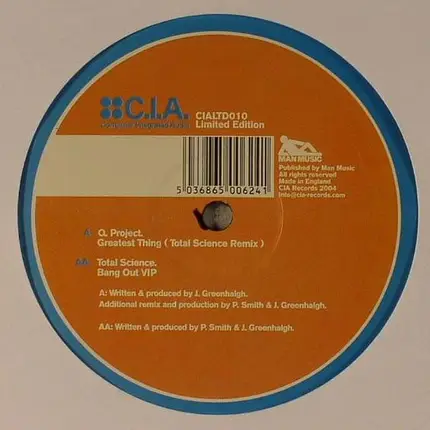 C.I.A.
CIALTD010
Limited Edition
5 036865 006241
MAN MUSIC
Published by Man Music
All rights reserved
Made in England
CIA Records 2004
info@cia-records.com
A: Q. Project.
Greatest Thing ( Total Science Remix )
AA: Total Science.
Bang Out VIP
A: Written & produced by J. Greenhalgh.
Additional remix and production by P. Smith & J. Greenhalgh.
AA: Written & produced by P. Smith & J. Greenhalgh.